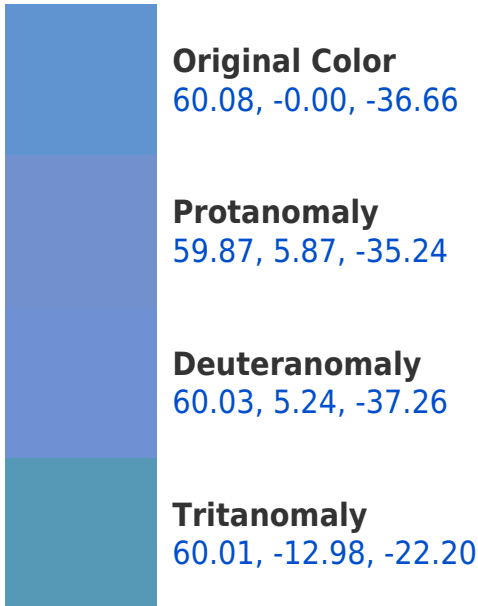 Original Color
60.08, -0.00, -36.66
Protanomaly
59.87, 5.87, -35.24
Deuteranomaly
60.03, 5.24, -37.26
Tritanomaly
60.01, -12.98, -22.20